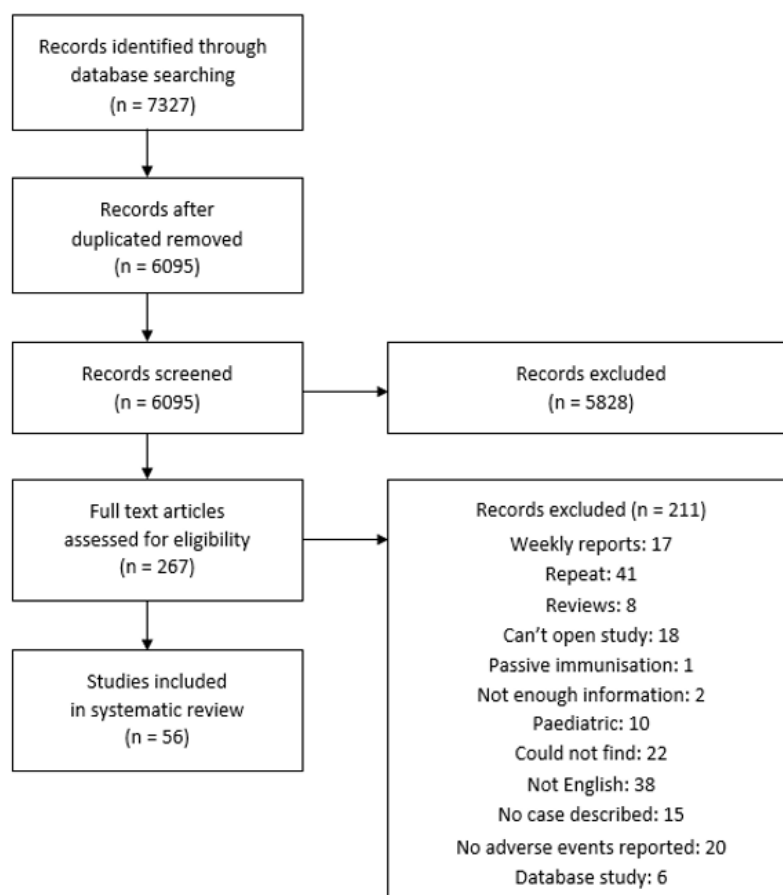 Records identified through
database searching
(n = 7327)
Records after
duplicated removed
(n = 6095)
Records screened
(n = 6095)
Records excluded
(n = 5828)
Full text articles
assessed for eligibility
(n = 267)
Records excluded (n = 211)
Weekly reports: 17
Repeat: 41
Reviews: 8
Can’t open study: 18
Passive immunisation: 1
Not enough information: 2
Paediatric: 10
Could not find: 22
Not English: 38
No case described: 15
No adverse events reported: 20
Database study: 6
Studies included
in systematic review
(n = 56)